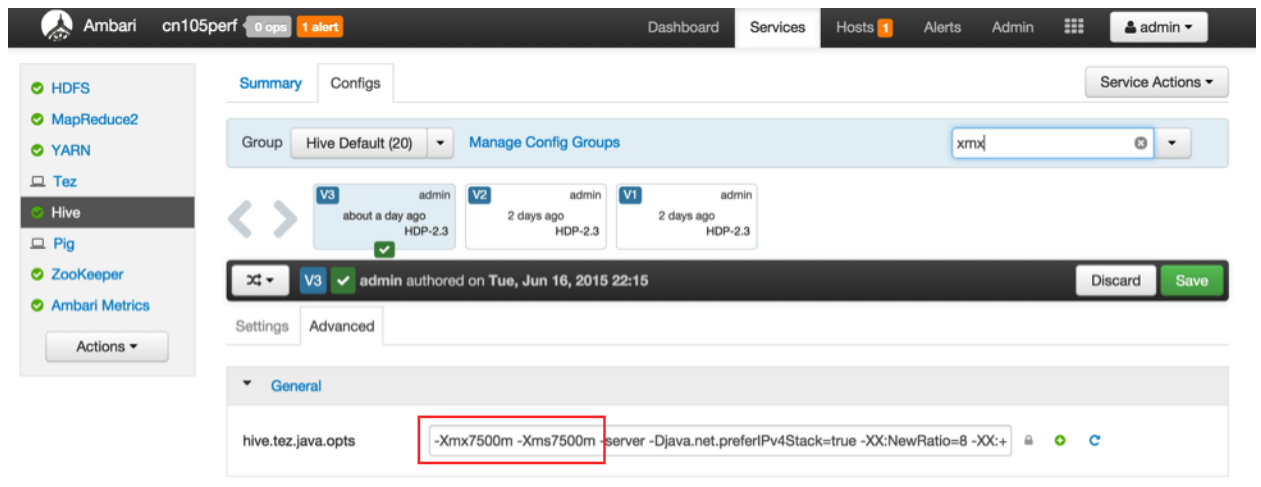 Ambari cn105perf 0 ops 1 alert Dashboard Services Hosts 1 Alerts Admin admin
HDFS
MapReduce2
YARN
Tez
Hive
Pig
ZooKeeper
Ambari Metrics
Actions
Summary Configs Service Actions
Group Hive Default (20) Manage Config Groups xmx
V3 admin
about a day ago
HDP-2.3
V2 admin
2 days ago
HDP-2.3
V1 admin
2 days ago
HDP-2.3
V3 admin authored on Tue, Jun 16, 2015 22:15 Discard Save
Settings Advanced
General
hive.tez.java.opts -Xmx7500m -Xms7500m -server -Djava.net.preferIPv4Stack=true -XX:NewRatio=8 -XX:+